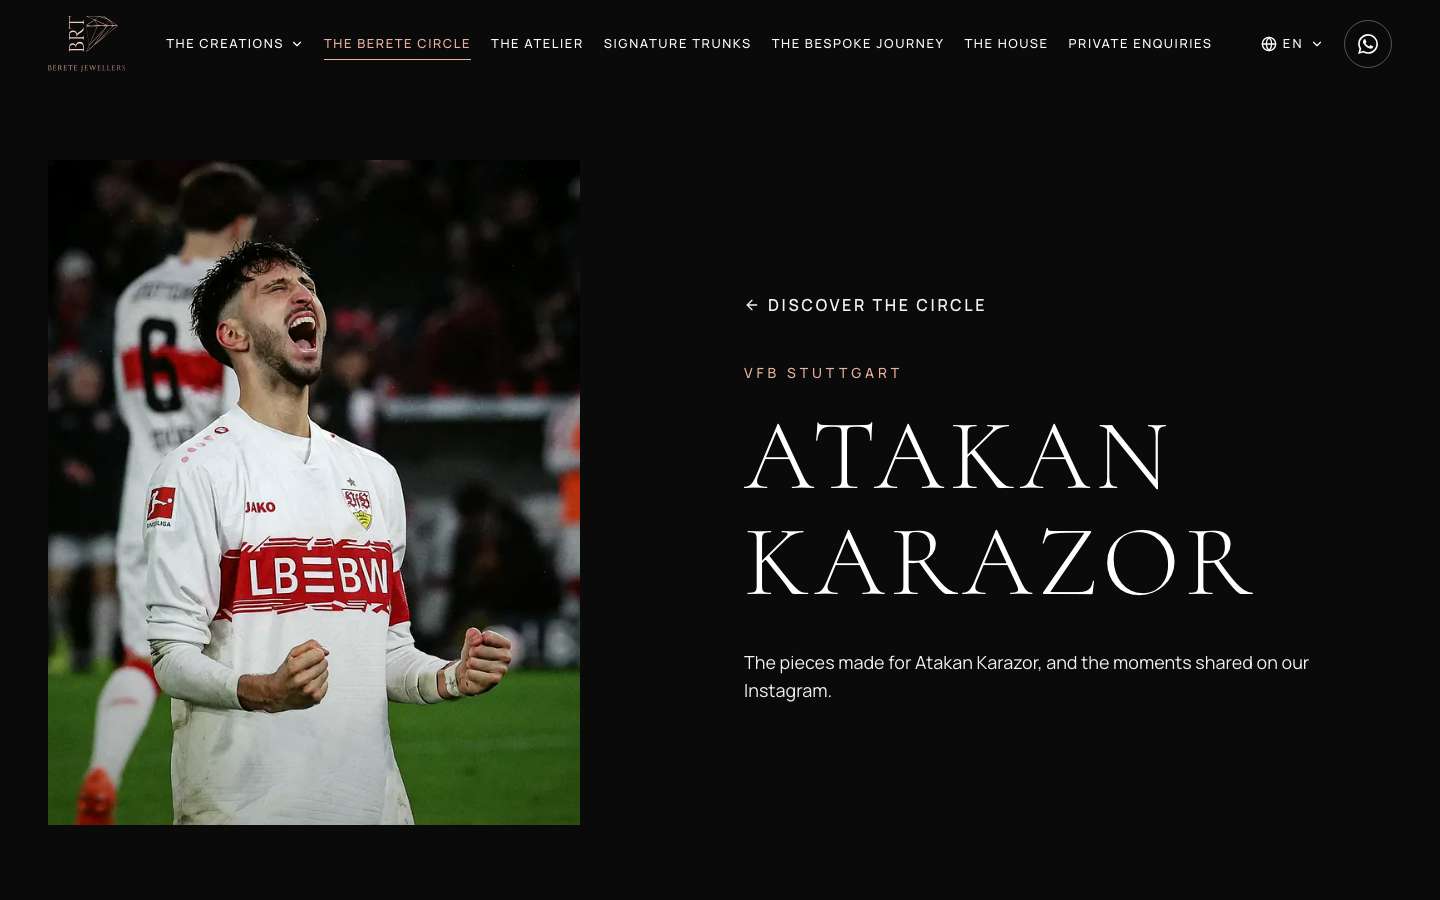 BRT
BERETE JEWELLERS
THE CREATIONS
THE BERETE CIRCLE
THE ATELIER
SIGNATURE TRUNKS
THE BESPOKE JOURNEY
THE HOUSE
PRIVATE ENQUIRIES
EN
6
JAKO
VfB
BUNDESLIGA
LBBW
← DISCOVER THE CIRCLE
VFB STUTTGART
ATAKAN
KARAZOR
The pieces made for Atakan Karazor, and the moments shared on our
Instagram.